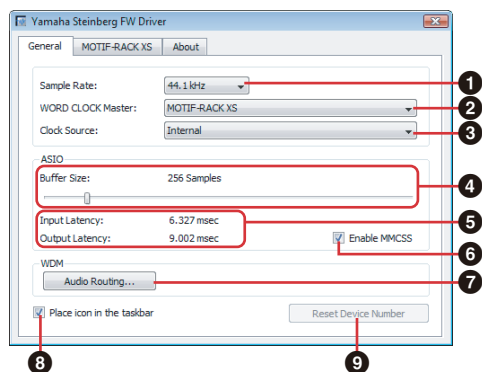 Yamaha Steinberg FW Driver
General MOTIF-RACK XS About
Sample Rate: 44.1 kHz 1
WORD CLOCK Master: MOTIF-RACK XS 2
Clock Source: Internal 3
ASIO
Buffer Size: 256 Samples 4
Input Latency: 6.327 msec 5
Output Latency: 9.002 msec Enable MMCSS
6
WDM
Audio Routing... 7
Place icon in the taskbar Reset Device Number
8 9